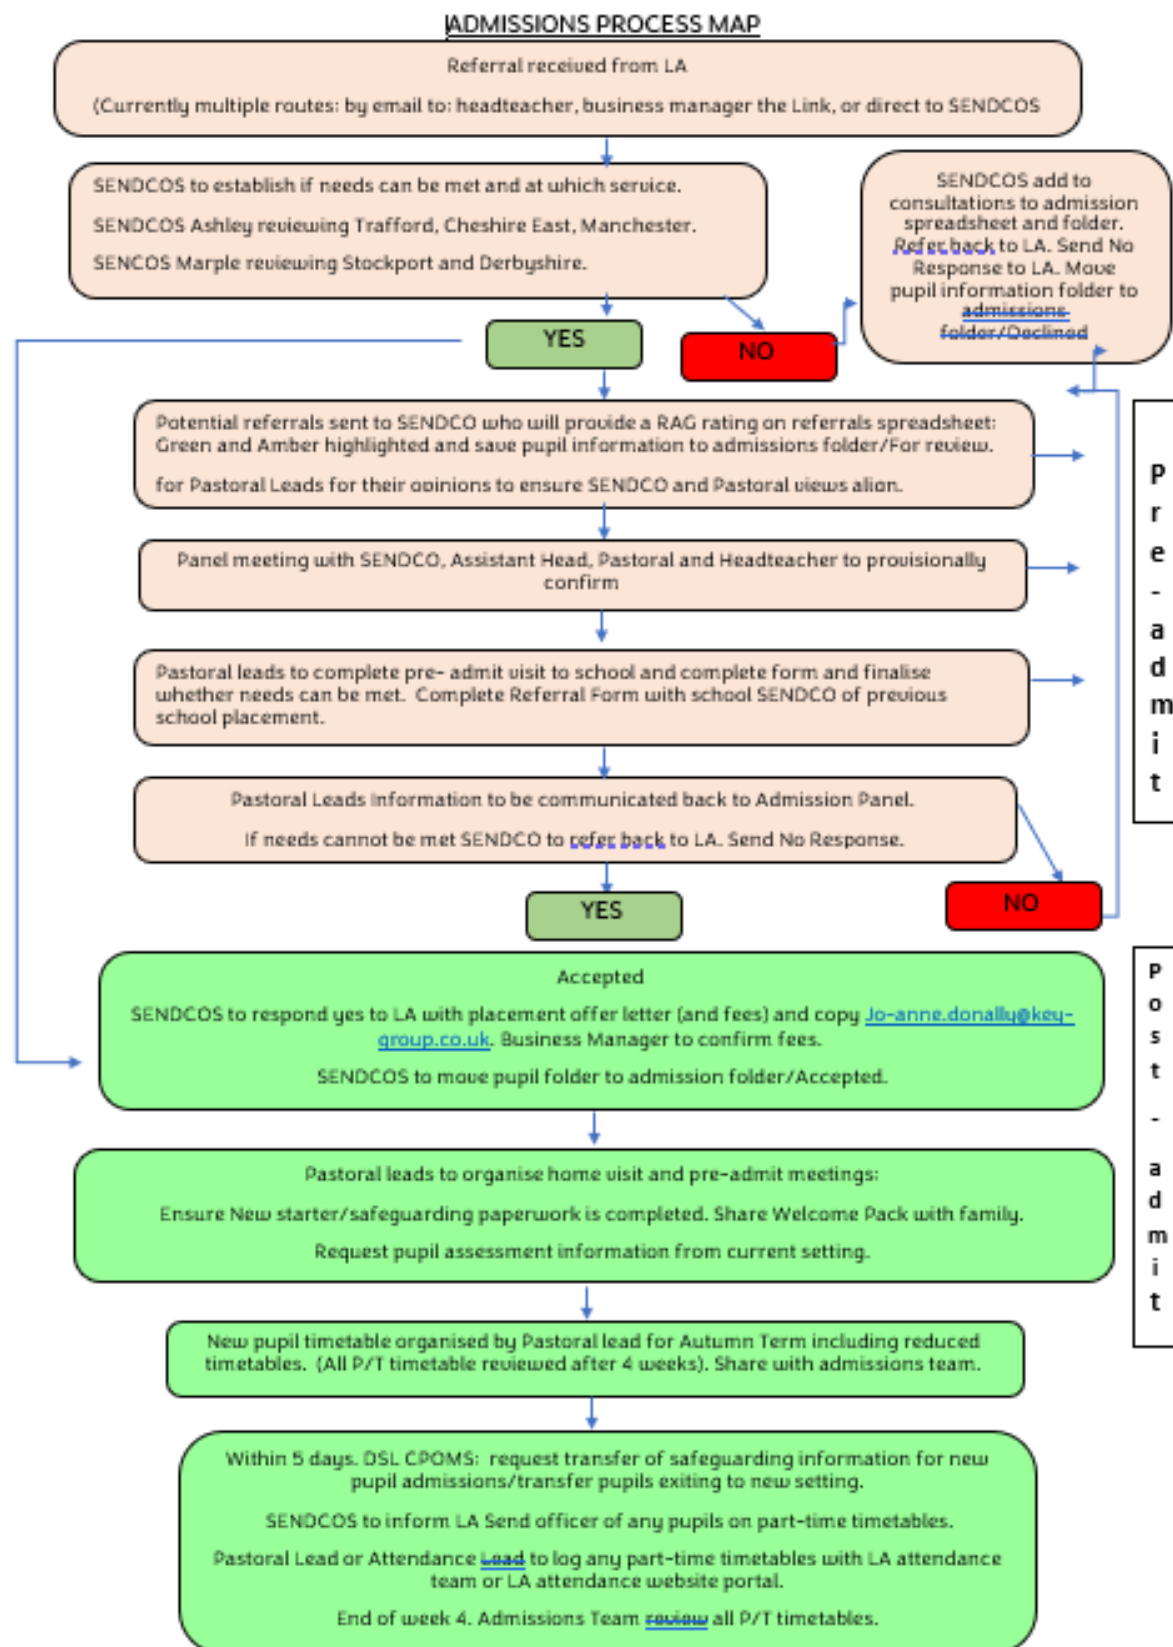 ADMISSIONS PROCESS MAP
Referral received from LA
(Currently multiple routes: by email to: headteacher, business manager the Link, or direct to SENDCOS
SENDCOS to establish if needs can be met and at which service.
SENDCOS Ashley reviewing Trafford, Cheshire East, Manchester.
SENCOS Marple reviewing Stockport and Derbyshire.
SENDCOS add to
consultations to admission
spreadsheet and folder.
Refer back to LA. Send No
Response to LA. Move
pupil information folder to
admissions
folder/Declined
YES
NO
Potential referrals sent to SENDCO who will provide a RAG rating on referrals spreadsheet:
Green and Amber highlighted and save pupil information to admissions folder/For review.
for Pastoral Leads for their opinions to ensure SENDCO and Pastoral views align.
Panel meeting with SENDCO, Assistant Head, Pastoral and Headteacher to provisionally
confirm
Pastoral leads to complete pre- admit visit to school and complete form and finalise
whether needs can be met. Complete Referral Form with school SENDCO of previous
school placement.
Pastoral Leads Information to be communicated back to Admission Panel.
If needs cannot be met SENDCO to refer back to LA. Send No Response.
YES
NO
Pre-admit
Accepted
SENDCOS to respond yes to LA with placement offer letter (and fees) and copy Jo-anne.donally@key-
group.co.uk. Business Manager to confirm fees.
SENDCOS to move pupil folder to admission folder/Accepted.
Pastoral leads to organise home visit and pre-admit meetings:
Ensure New starter/safeguarding paperwork is completed. Share Welcome Pack with family.
Request pupil assessment information from current setting.
Post-admit
New pupil timetable organised by Pastoral lead for Autumn Term including reduced
timetables. (All P/T timetable reviewed after 4 weeks). Share with admissions team.
Within 5 days. DSL CPOMS: request transfer of safeguarding information for new
pupil admissions/transfer pupils exiting to new setting.
SENDCOS to inform LA Send officer of any pupils on part-time timetables.
Pastoral Lead or Attendance Lead to log any part-time timetables with LA attendance
team or LA attendance website portal.
End of week 4. Admissions Team review all P/T timetables.